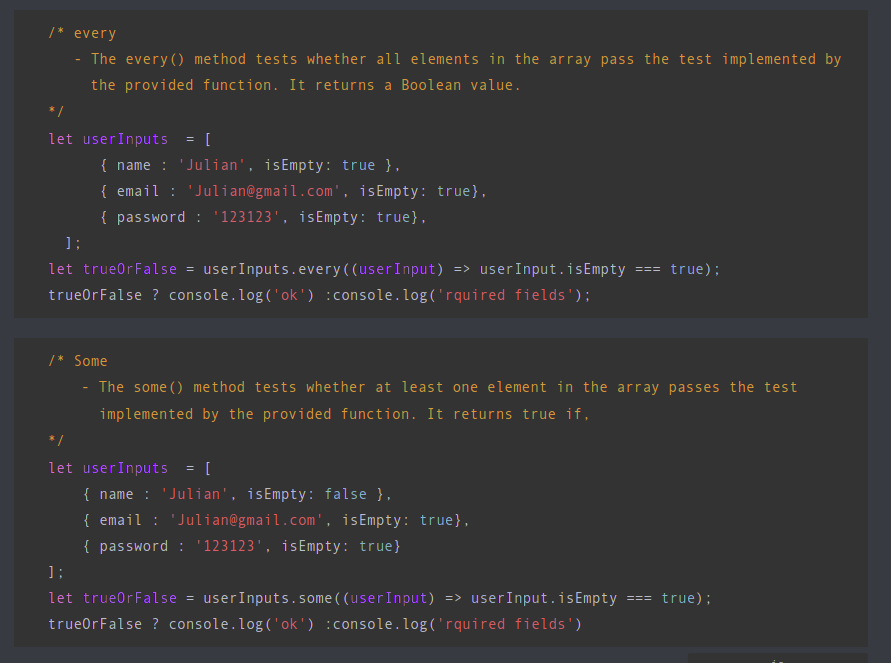 /* every
- The every() method tests whether all elements in the array pass the test implemented by
the provided function. It returns a Boolean value.
*/
let userInputs  = [
{ name : 'Julian', isEmpty: true },
{ email : 'Julian@gmail.com', isEmpty: true},
{ password : '123123', isEmpty: true},
];
let trueOrFalse = userInputs.every((userInput) => userInput.isEmpty === true);
trueOrFalse ? console.log('ok') :console.log('rquired fields');
/* Some
- The some() method tests whether at least one element in the array passes the test
implemented by the provided function. It returns true if,
*/
let userInputs  = [
{ name : 'Julian', isEmpty: false },
{ email : 'Julian@gmail.com', isEmpty: true},
{ password : '123123', isEmpty: true}
];
let trueOrFalse = userInputs.some((userInput) => userInput.isEmpty === true);
trueOrFalse ? console.log('ok') :console.log('rquired fields')